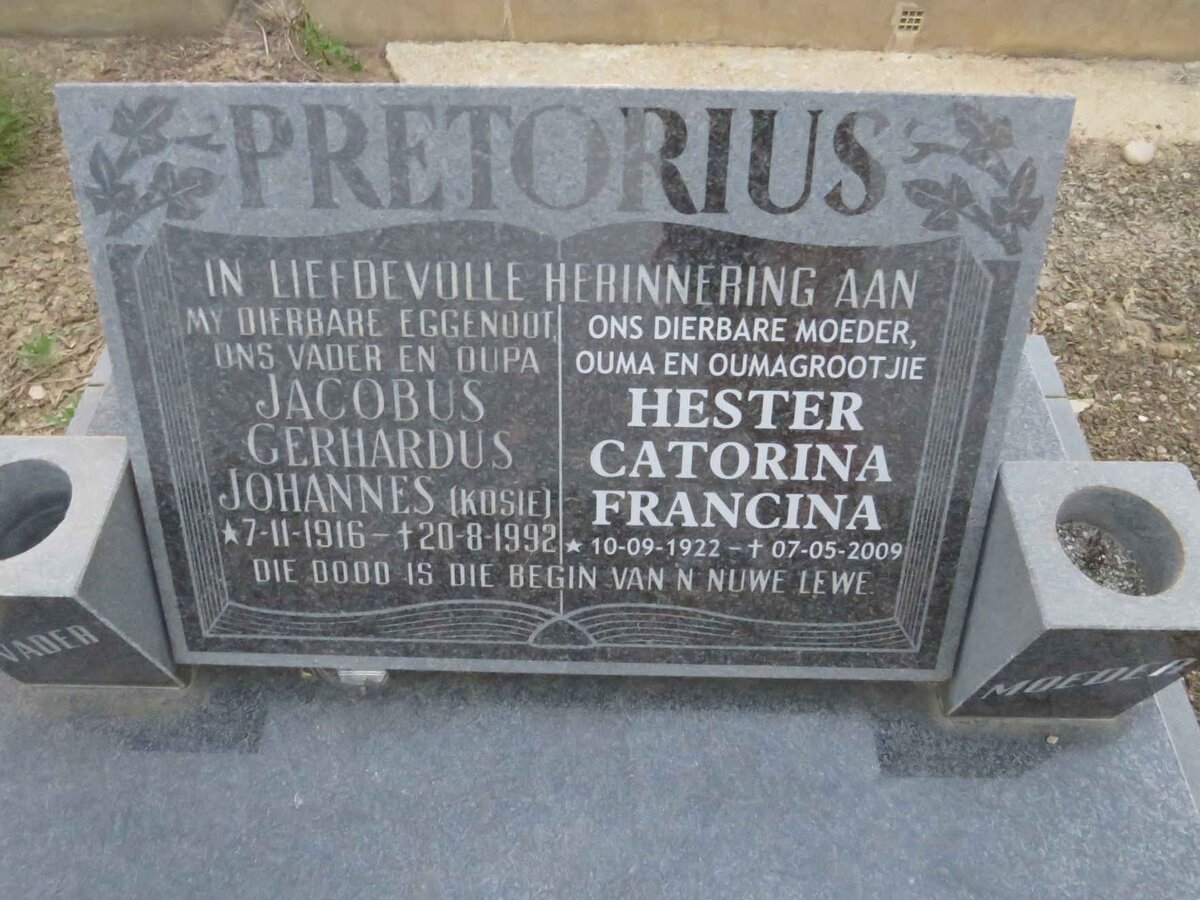 PRETORIUS
IN LIEFDEVOLLE HERINNERING AAN
MY DIERBARE EGGENOOT,
ONS VADER EN OUPA
JACOBUS
GERHARDUS
JOHANNES (KOSIE)
★7-11-1916 – †20-8-1992
ONS DIERBARE MOEDER,
OUMA EN OUMAGROOTJIE
HESTER
CATORINA
FRANCINA
★ 10-09-1922 – † 07-05-2009
DIE DOOD IS DIE BEGIN VAN N NUWE LEWE.
VADER
MOEDER